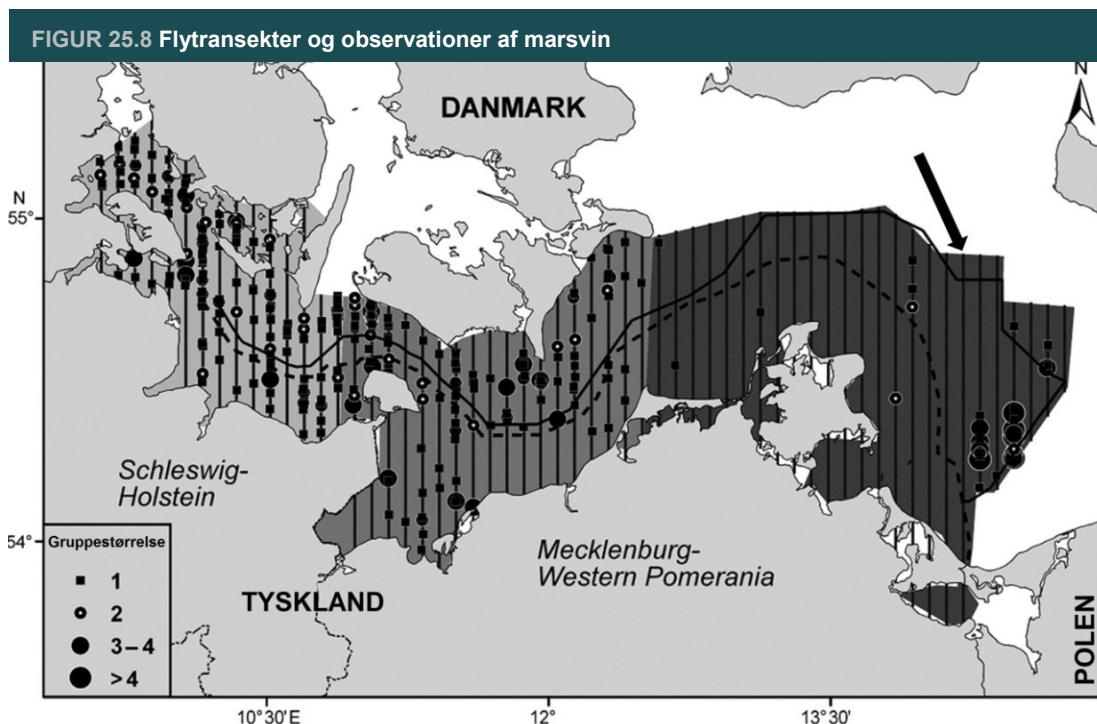 FIGUR 25.8 Flytransekter og observationer af marsvin
N
DANMARK
N
55°
Schleswig-
Holstein
54°
Mecklenburg-
Western Pomerania
Gruppestørrelse
1
2
3 – 4
> 4
TYSKLAND
POLEN
10°30'E
12°
13°30'